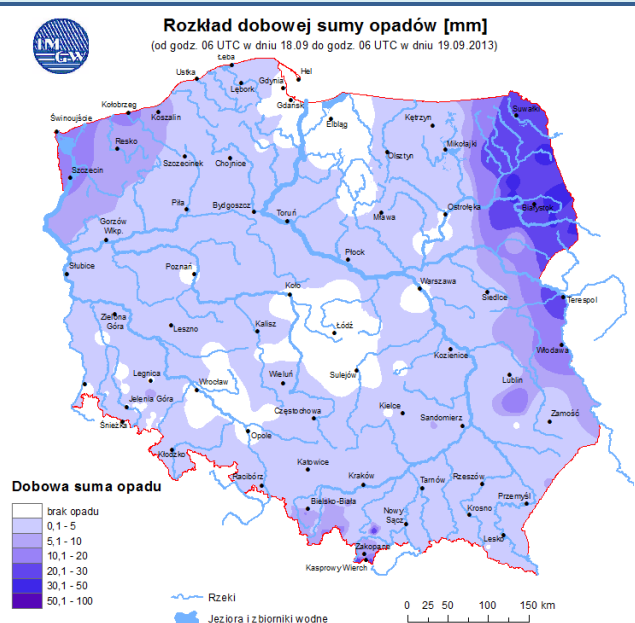 IM
GW
Rozkład dobowej sumy opadów [mm]
(od godz. 06 UTC w dniu 18.09 do godz. 06 UTC w dniu 19.09.2013)
Łeba
Hel
Ustka
Gdynia
Lębork
Gdańsk
Suwałki
Kołobrzeg
Koszalin
Świnoujście
Elbląg
Kętrzyn
Resko
Mikołajki
Olsztyn
Szczecinek
Chojnice
Szczecin
Piła
Bydgoszcz
Toruń
Mława
Ostrołęka
Białystok
Gorzów
Wlkp.
Płock
Słubice
Poznań
Koło
Warszawa
Siedlce
Terespol
Zielona
Góra
Leszno
Kalisz
Łódź
Kozienice
Włodawa
Legnica
Wrocław
Wieluń
Sulejów
Lublin
Jelenia Góra
Częstochowa
Kielce
Sandomierz
Zamość
Śnieżka
Opole
Kłodzko
Katowice
Racibórz
Kraków
Tarnów
Rzeszów
Przemyśl
Bielsko-Biała
Nowy
Sącz
Krosno
Lesko
Zakopane
Kasprowy Wierch
Dobowa suma opadu
brak opadu
0,1 - 5
5,1 - 10
10,1 - 20
20,1 - 30
30,1 - 50
50,1 - 100
Rzeki
Jeziora i zbiorniki wodne
0 25 50 100 150 km